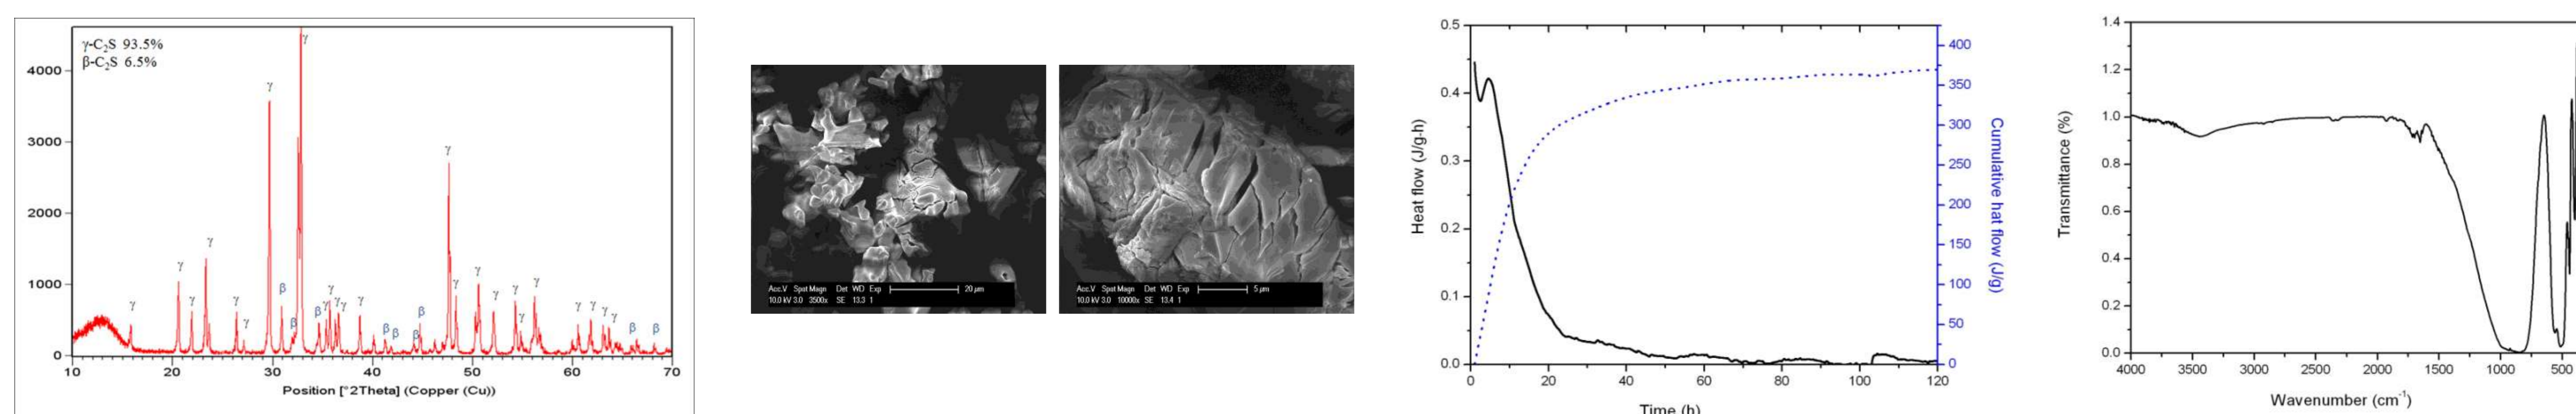 γ-C₂S 93.5%
β-C₂S 6.5%
4000
3000
2000
1000
0
γ γ γ γ γ γ γ γ β β γ β γ γ γ γ γ β β β β γ γ γ γ γ γ γ γ γ γ γ β β
10 20 30 40 50 60 70
Position [°2Theta] (Copper (Cu))
Acc.V Spot Magn Det WD Exp 20 µm
10.0 kV 3.0 3500x SE 13.3 1
Acc.V Spot Magn Det WD Exp 5 µm
10.0 kV 3.0 10000x SE 13.4 1
Heat flow (J/g-h)
0.5
0.4
0.3
0.2
0.1
0.0
0 20 40 60 80 100 120
Time (h)
400
350
300
250
200
150
100
50
0
Cumulative hat flow (J/g)
Transmittance (%)
1.4
1.2
1.0
0.8
0.6
0.4
0.2
0.0
4000 3500 3000 2500 2000 1500 1000 500
Wavenumber (cm⁻¹)